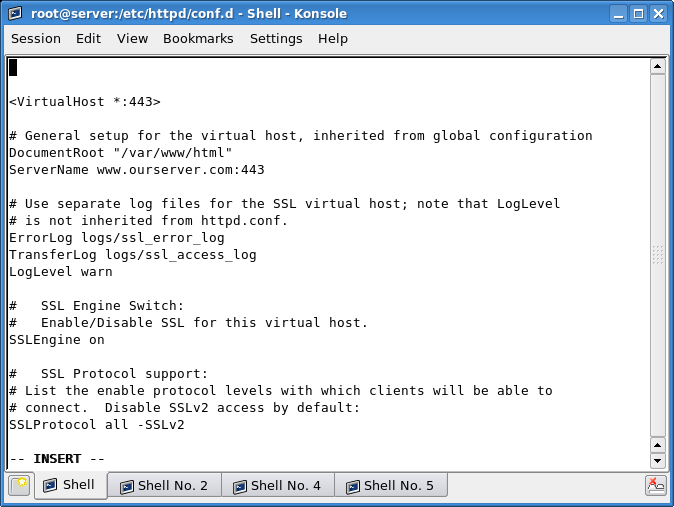 root@server:/etc/httpd/conf.d - Shell - Konsole
Session Edit View Bookmarks Settings Help
<VirtualHost *:443>
# General setup for the virtual host, inherited from global configuration
DocumentRoot "/var/www/html"
ServerName www.ourserver.com:443
# Use separate log files for the SSL virtual host; note that LogLevel
# is not inherited from httpd.conf.
ErrorLog logs/ssl_error_log
TransferLog logs/ssl_access_log
LogLevel warn
#   SSL Engine Switch:
#   Enable/Disable SSL for this virtual host.
SSLEngine on
#   SSL Protocol support:
# List the enable protocol levels with which clients will be able to
# connect.  Disable SSLv2 access by default:
SSLProtocol all -SSLv2
-- INSERT --
Shell Shell No. 2 Shell No. 4 Shell No. 5